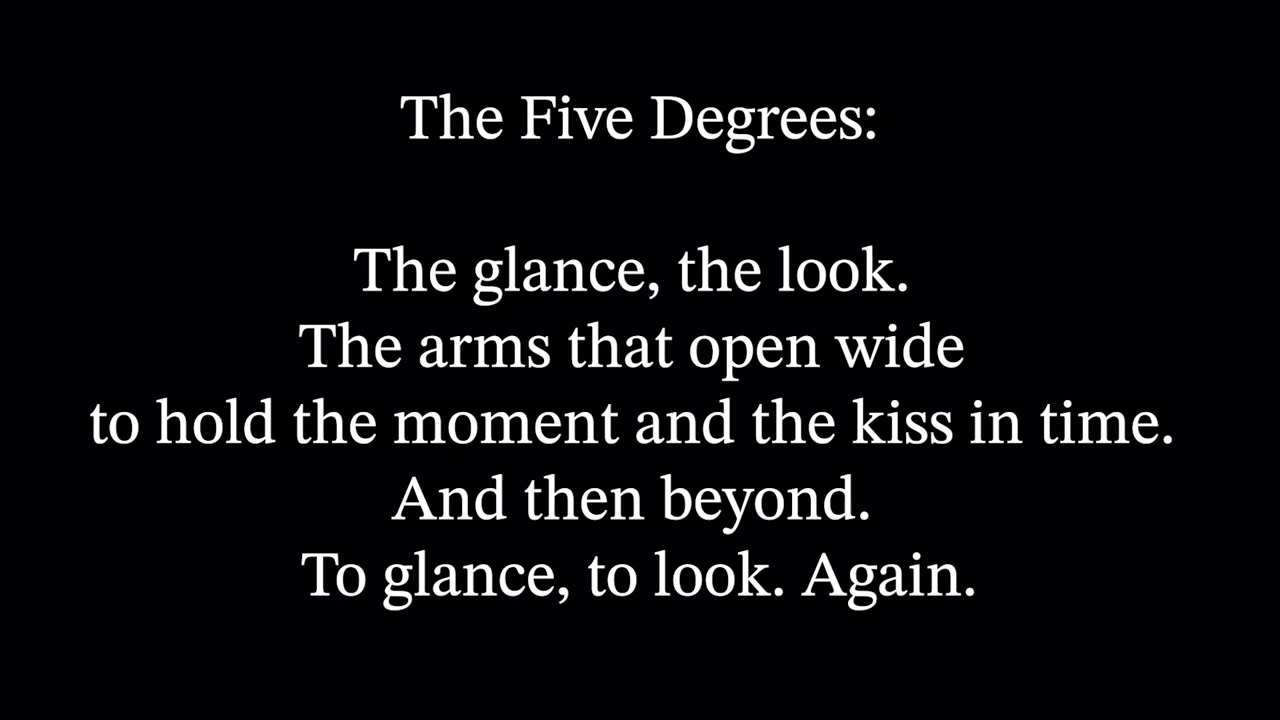 The Five Degrees:
The glance, the look.
The arms that open wide
to hold the moment and the kiss in time.
And then beyond.
To glance, to look. Again.